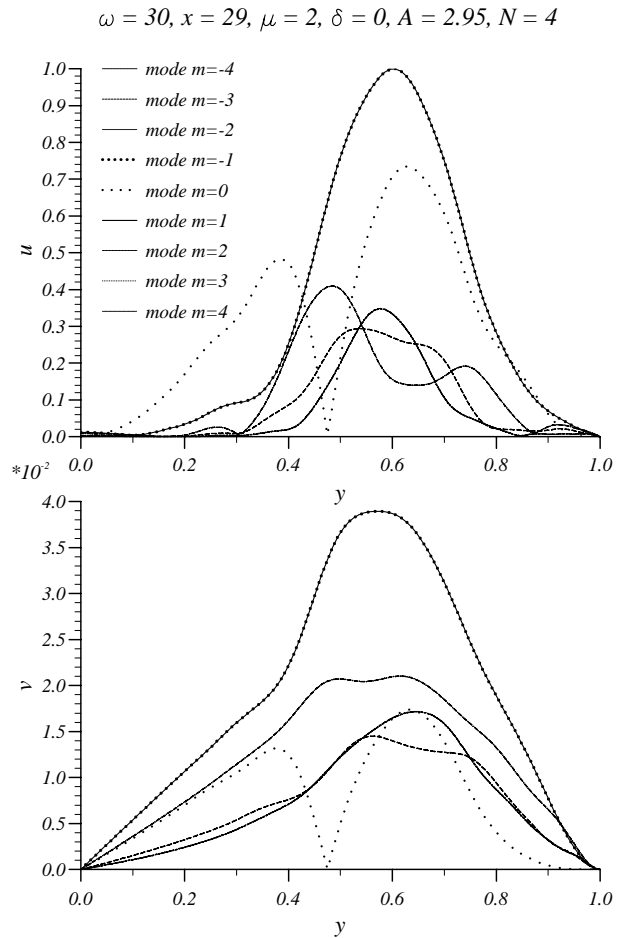 ω = 30, x = 29, μ = 2, δ = 0, A = 2.95, N = 4
1.0
0.9
0.8
0.7
0.6
0.5
0.4
0.3
0.2
0.1
0.0
u
mode m=-4
mode m=-3
mode m=-2
mode m=-1
mode m=0
mode m=1
mode m=2
mode m=3
mode m=4
0.0 0.2 0.4 0.6 0.8 1.0
y
*10-2
4.0
3.5
3.0
2.5
2.0
1.5
1.0
0.5
0.0
v
0.0 0.2 0.4 0.6 0.8 1.0
y